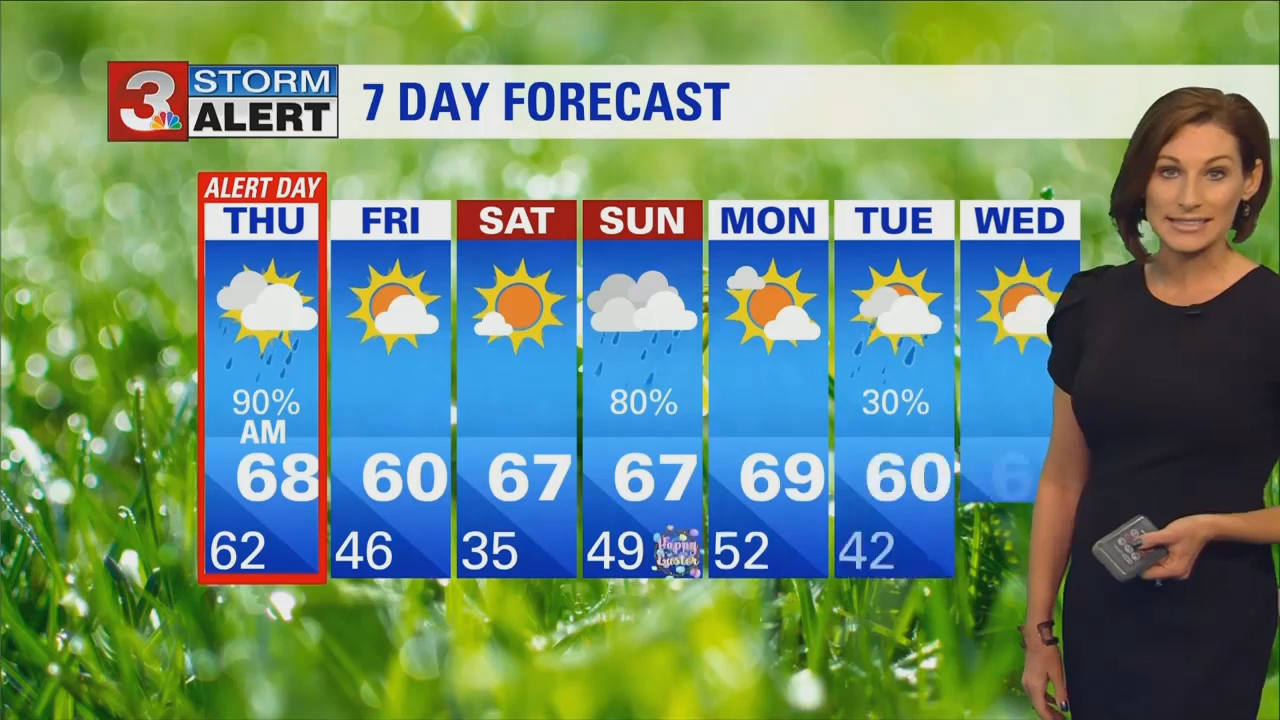 3 STORM
ALERT
7 DAY FORECAST
ALERT DAY
THU FRI SAT SUN MON TUE WED
90% 80% 30%
AM
68 60 67 67 69 60 6
62 46 35 49 52 42
Happy
Easter